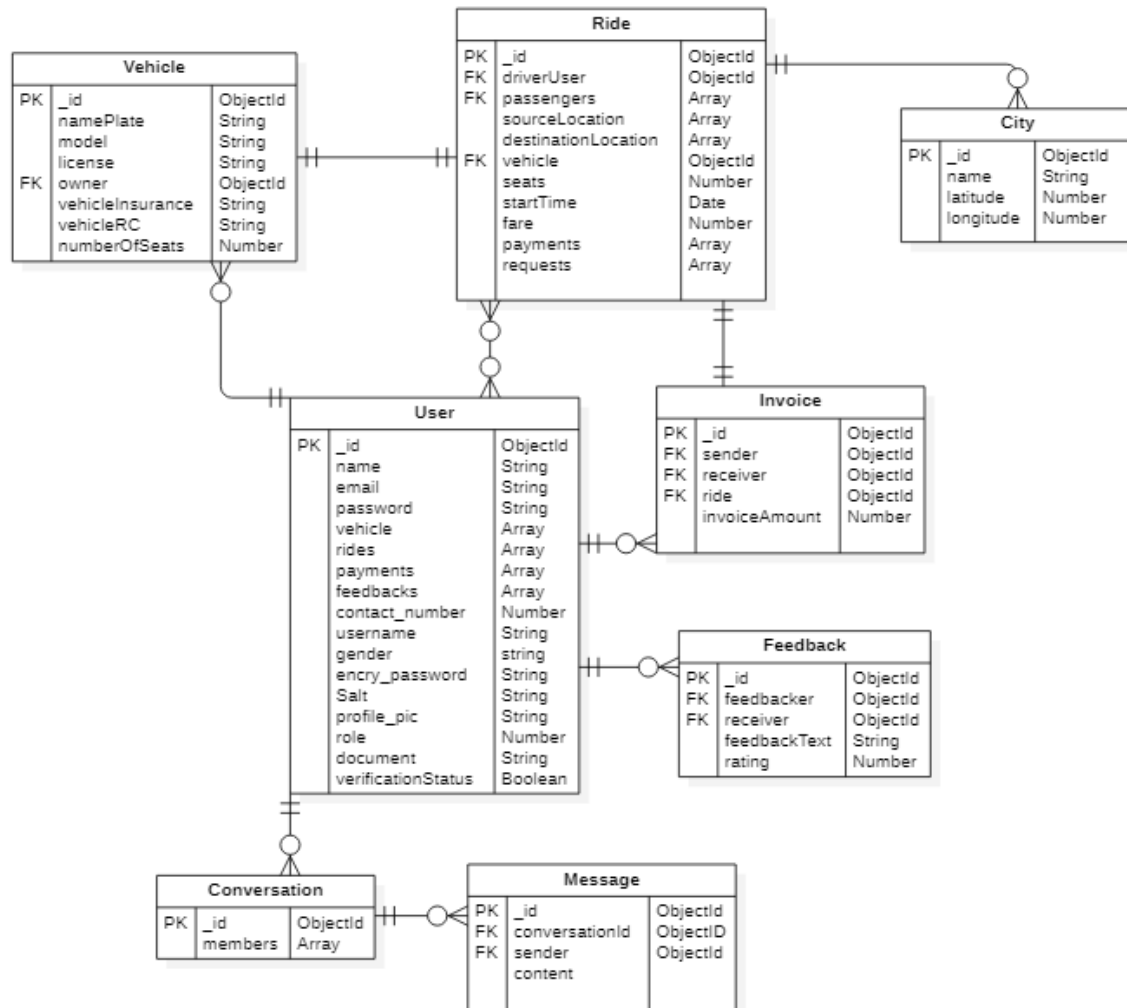 Ride
PK _id ObjectId
FK driverUser ObjectId
FK passengers Array
sourceLocation Array
destinationLocation Array
FK vehicle ObjectId
seats Number
startTime Date
fare Number
payments Array
requests Array
Vehicle
PK _id ObjectId
namePlate String
model String
license String
FK owner ObjectId
vehicleInsurance String
vehicleRC String
numberOfSeats Number
City
PK _id ObjectId
name String
latitude Number
longitude Number
User
PK _id ObjectId
name String
email String
password String
vehicle Array
rides Array
payments Array
feedbacks Array
contact_number Number
username String
gender string
encry_password String
Salt String
profile_pic String
role Number
document String
verificationStatus Boolean
Invoice
PK _id ObjectId
FK sender ObjectId
FK receiver ObjectId
FK ride ObjectId
invoiceAmount Number
Feedback
PK _id ObjectId
FK feedbacker ObjectId
FK receiver ObjectId
feedbackText String
rating Number
Conversation
PK _id ObjectId
members Array
Message
PK _id ObjectId
FK conversationId ObjectID
FK sender ObjectId
content